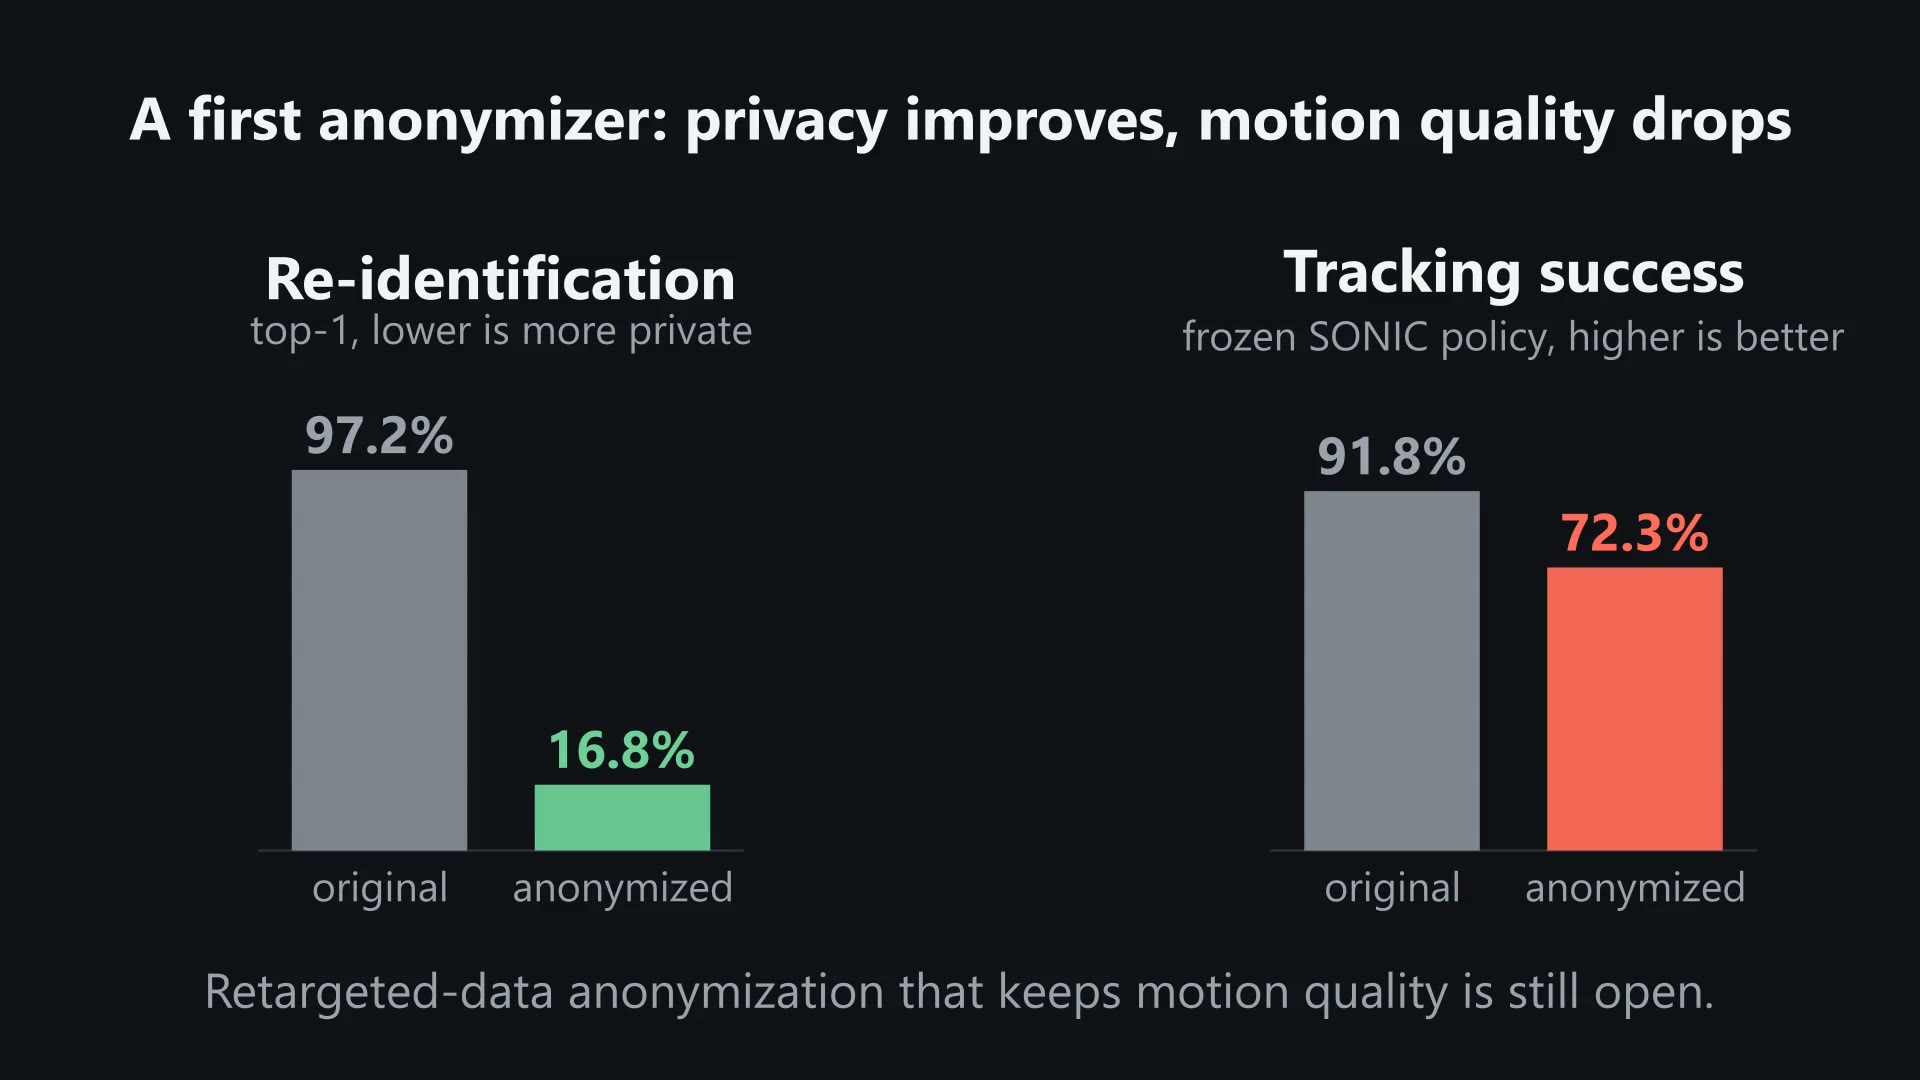 A first anonymizer: privacy improves, motion quality drops
Re-identification
top-1, lower is more private
97.2%
16.8%
original
anonymized
Tracking success
frozen SONIC policy, higher is better
91.8%
72.3%
original
anonymized
Retargeted-data anonymization that keeps motion quality is still open.